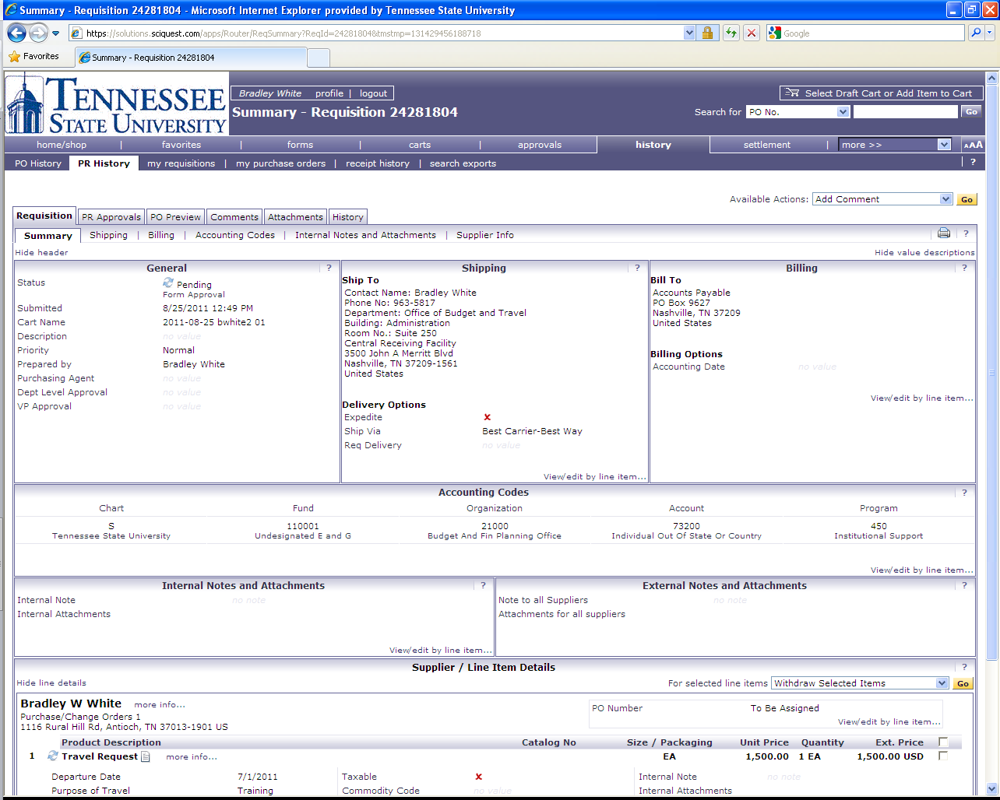 Summary - Requisition 24281804 - Microsoft Internet Explorer provided by Tennessee State University
https://solutions.sciquest.com/apps/Router/ReqSummary?ReqId=24281804&tmstmp=131429456188718
Google
Favorites
Summary - Requisition 24281804
TENNESSEE
STATE UNIVERSITY
Bradley White profile | logout
Select Draft Cart or Add Item to Cart
Summary - Requisition 24281804
Search for PO No. Go
home/shop | favorites | forms | carts | approvals history settlement | more >> AAA
PO History PR History my requisitions | my purchase orders | receipt history | search exports | ?
Available Actions: Add Comment Go
Requisition PR Approvals PO Preview Comments Attachments History
Summary Shipping | Billing | Accounting Codes | Internal Notes and Attachments | Supplier Info ?
Hide header Hide value descriptions
General ?
Status Pending
Form Approval
Submitted 8/25/2011 12:49 PM
Cart Name 2011-08-25 bwhite2 01
Description no value
Priority Normal
Prepared by Bradley White
Purchasing Agent no value
Dept Level Approval no value
VP Approval no value
Shipping ?
Ship To
Contact Name: Bradley White
Phone No: 963-5817
Department: Office of Budget and Travel
Building: Administration
Room No.: Suite 250
Central Receiving Facility
3500 John A Merritt Blvd
Nashville, TN 37209-1561
United States
Delivery Options
Expedite x
Ship Via Best Carrier-Best Way
Req Delivery no value
View/edit by line item...
Billing ?
Bill To
Accounts Payable
PO Box 9627
Nashville, TN 37209
United States
Billing Options
Accounting Date no value
View/edit by line item...
Accounting Codes ?
Chart Fund Organization Account Program
S 110001 21000 73200 450
Tennessee State University Undesignated E and G Budget And Fin Planning Office Individual Out Of State Or Country Institutional Support
View/edit by line item...
Internal Notes and Attachments ?
Internal Note no note
Internal Attachments
View/edit by line item...
External Notes and Attachments ?
Note to all Suppliers no note
Attachments for all suppliers
Supplier / Line Item Details ?
Hide line details For selected line items Withdraw Selected Items Go
Bradley W White more info...
Purchase/Change Orders 1
1116 Rural Hill Rd, Antioch, TN 37013-1901 US
PO Number To Be Assigned
View/edit by line item...
Product Description Catalog No Size / Packaging Unit Price Quantity Ext. Price
1 Travel Request more info... EA 1,500.00 1 EA 1,500.00 USD
Departure Date 7/1/2011 Taxable x Internal Note no note
Purpose of Travel Training Commodity Code no value Internal Attachments